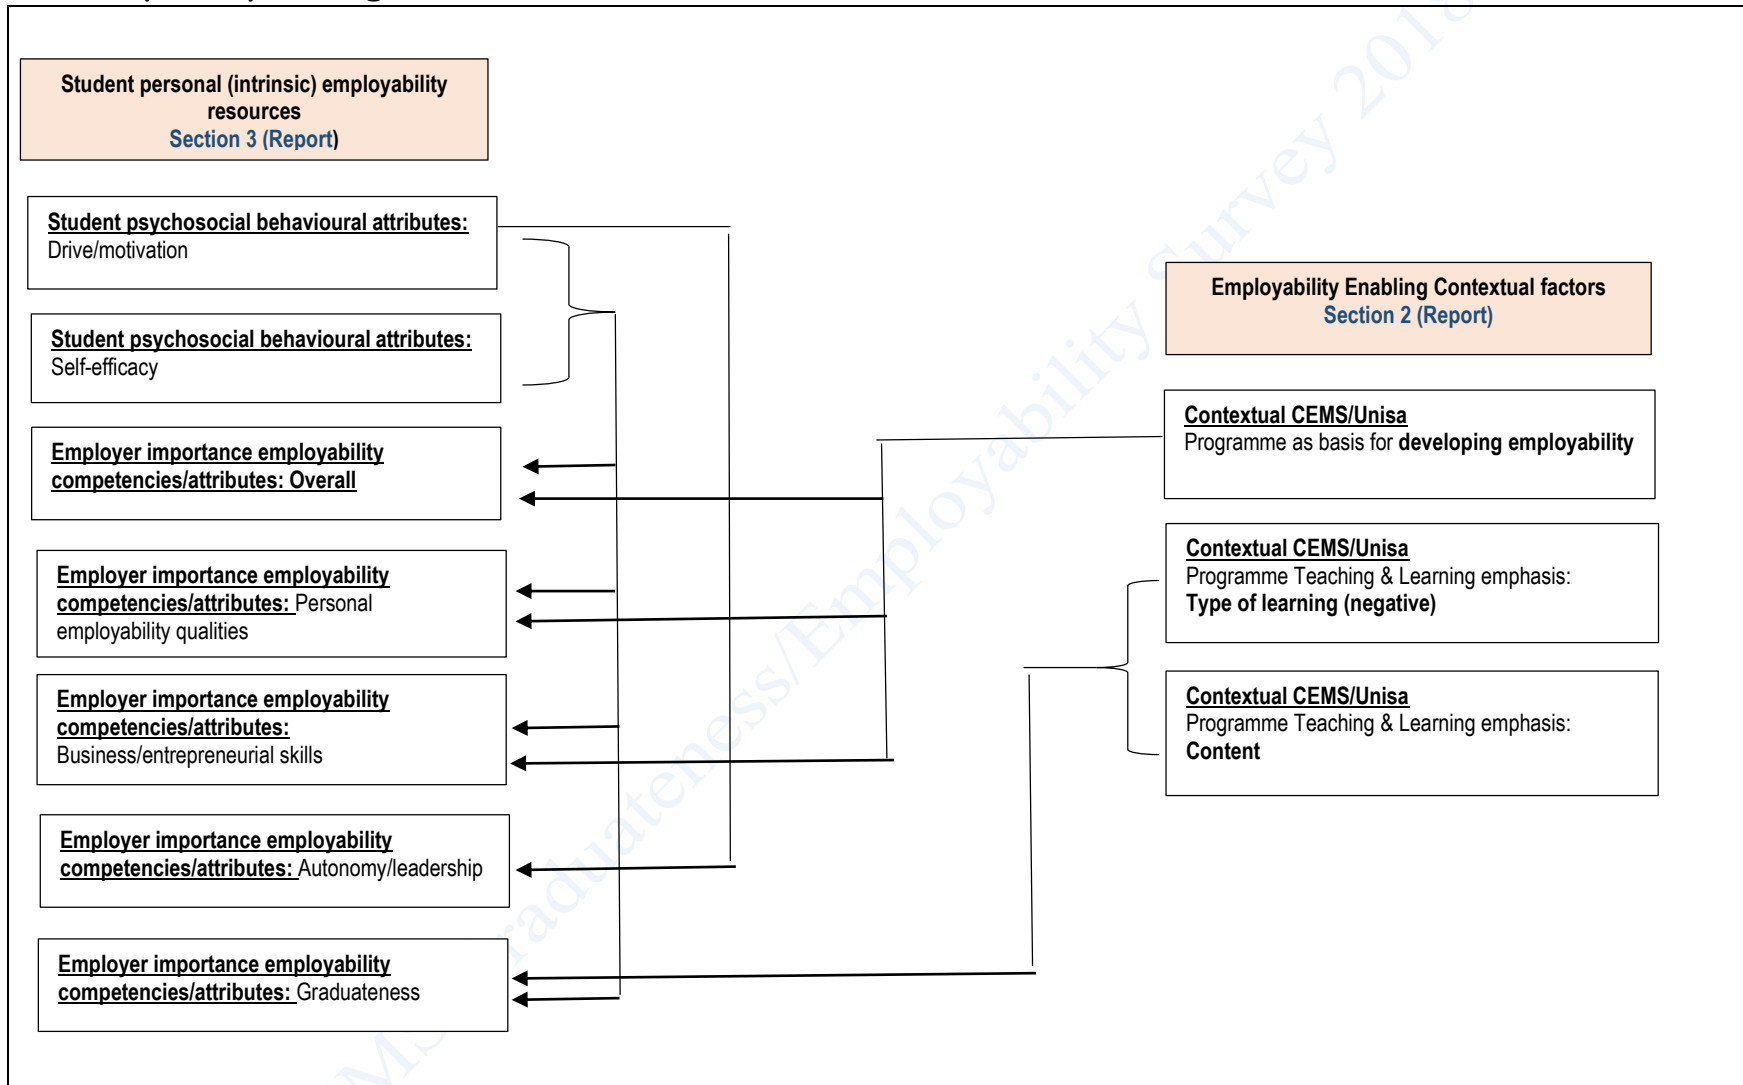 Student personal (intrinsic) employability
resources
Section 3 (Report)
Student psychosocial behavioural attributes:
Drive/motivation
Student psychosocial behavioural attributes:
Self-efficacy
Employer importance employability
competencies/attributes: Overall
Employer importance employability
competencies/attributes: Personal
employability qualities
Employer importance employability
competencies/attributes:
Business/entrepreneurial skills
Employer importance employability
competencies/attributes: Autonomy/leadership
Employer importance employability
competencies/attributes: Graduateness
Employability Enabling Contextual factors
Section 2 (Report)
Contextual CEMS/Unisa
Programme as basis for developing employability
Contextual CEMS/Unisa
Programme Teaching & Learning emphasis:
Type of learning (negative)
Contextual CEMS/Unisa
Programme Teaching & Learning emphasis:
Content
raduateness/Employability Survey 2018